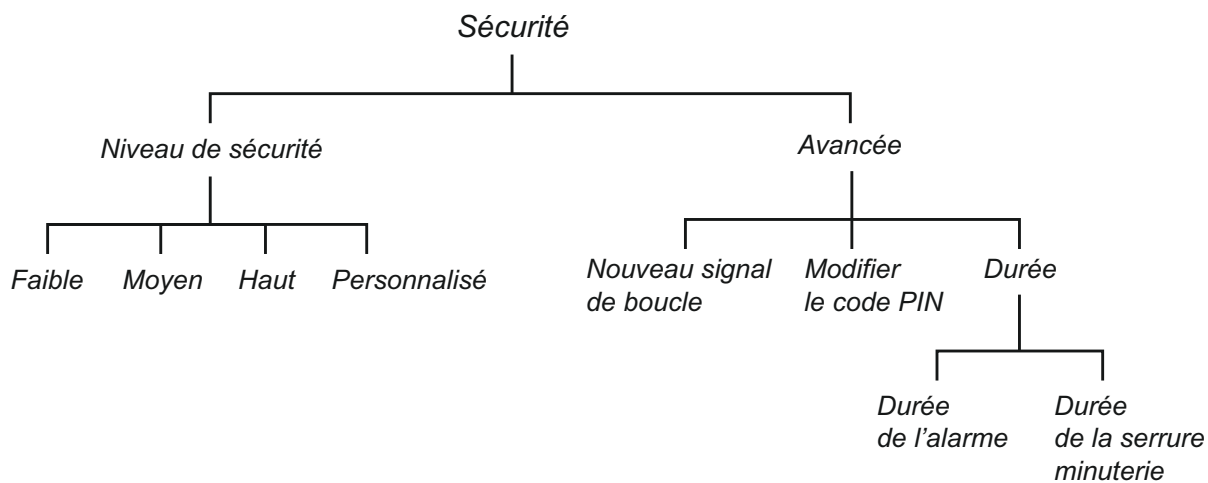 Sécurité
Niveau de sécurité
Avancée
Faible
Moyen
Haut
Personnalisé
Nouveau signal
de boucle
Modifier
le code PIN
Durée
Durée
de l'alarme
Durée
de la serrure
minuterie